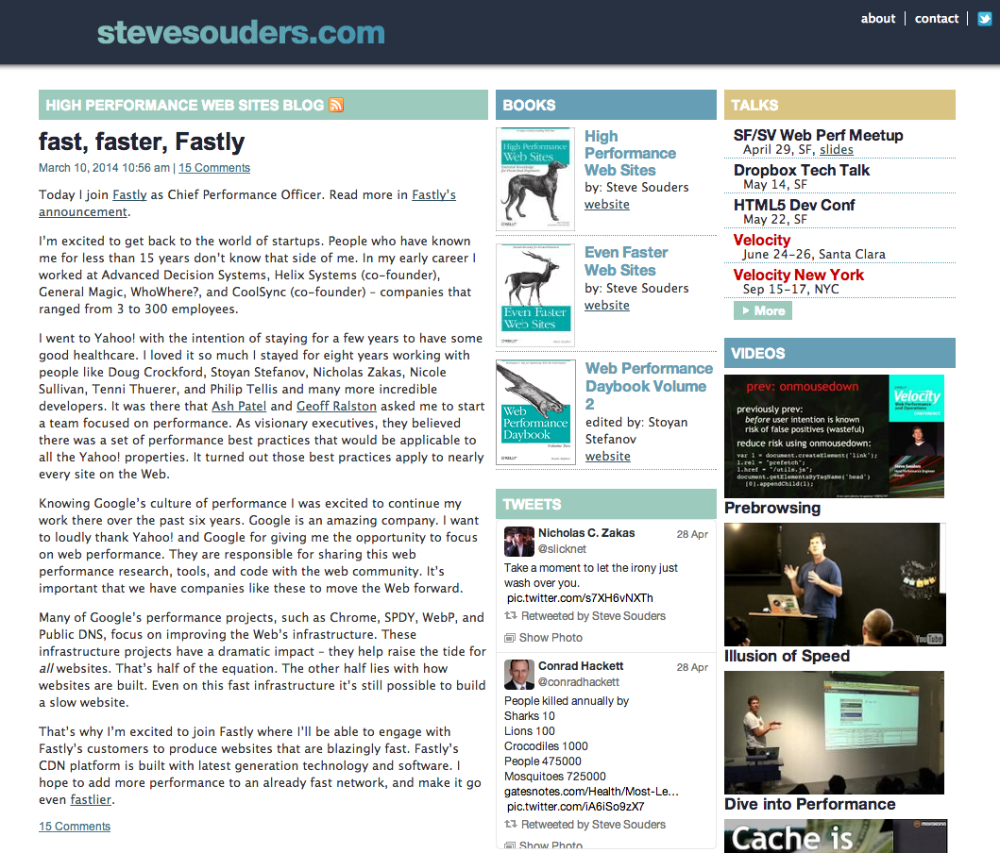 stevesouders.com
about
contact
HIGH PERFORMANCE WEB SITES BLOG
fast, faster, Fastly
March 10, 2014 10:56 am | 15 Comments
Today I join Fastly as Chief Performance Officer. Read more in Fastly's
announcement.
I'm excited to get back to the world of startups. People who have known
me for less than 15 years don't know that side of me. In my early career I
worked at Advanced Decision Systems, Helix Systems (co-founder),
General Magic, WhoWhere?, and CoolSync (co-founder) – companies that
ranged from 3 to 300 employees.
I went to Yahoo! with the intention of staying for a few years to have some
good healthcare. I loved it so much I stayed for eight years working with
people like Doug Crockford, Stoyan Stefanov, Nicholas Zakas, Nicole
Sullivan, Tenni Thuerer, and Philip Tellis and many more incredible
developers. It was there that Ash Patel and Geoff Ralston asked me to start
a team focused on performance. As visionary executives, they believed
there was a set of performance best practices that would be applicable to
all the Yahoo! properties. It turned out those best practices apply to nearly
every site on the Web.
Knowing Google's culture of performance I was excited to continue my
work there over the past six years. Google is an amazing company. I want
to loudly thank Yahoo! and Google for giving me the opportunity to focus
on web performance. They are responsible for sharing this web
performance research, tools, and code with the web community. It's
important that we have companies like these to move the Web forward.
Many of Google's performance projects, such as Chrome, SPDY, WebP, and
Public DNS, focus on improving the Web's infrastructure. These
infrastructure projects have a dramatic impact – they help raise the tide for
all websites. That's half of the equation. The other half lies with how
websites are built. Even on this fast infrastructure it's still possible to build
a slow website.
That's why I'm excited to join Fastly where I'll be able to engage with
Fastly's customers to produce websites that are blazingly fast. Fastly's
CDN platform is built with latest generation technology and software. I
hope to add more performance to an already fast network, and make it go
even fastlier.
15 Comments
BOOKS
High Performance
Web Sites
O'REILLY
High
Performance
Web Sites
by: Steve Souders
website
Even Faster
Web Sites
O'REILLY
Even Faster
Web Sites
by: Steve Souders
website
Web
Performance
Daybook
Volume Two
O'REILLY
Web Performance
Daybook Volume
2
edited by: Stoyan
Stefanov
website
TWEETS
Nicholas C. Zakas 28 Apr
@slicknet
Take a moment to let the irony just
wash over you.
pic.twitter.com/s7XH6vNXTh
Retweeted by Steve Souders
Show Photo
Conrad Hackett 28 Apr
@conradhackett
People killed annually by
Sharks 10
Lions 100
Crocodiles 1000
People 475000
Mosquitoes 725000
gatesnotes.com/Health/Most-Le...
pic.twitter.com/iA6iSo9zX7
Retweeted by Steve Souders
Show Photo
TALKS
SF/SV Web Perf Meetup
April 29, SF, slides
Dropbox Tech Talk
May 14, SF
HTML5 Dev Conf
May 22, SF
Velocity
June 24-26, Santa Clara
Velocity New York
Sep 15-17, NYC
More
VIDEOS
prev: onmousedown
previously prev:
before user intention is known
risk of false positives (wasteful)
reduce risk using onmousedown:
var l = document.createElement('link');
l.rel = "prefetch";
l.href = "/utils.js";
document.getElementsByTagName('head')
[0].appendChild(l);
Velocity
Web Performance
and Operations
CONFERENCE
Steve Souders
Prebrowsing
YouTube
Illusion of Speed
Dive into Performance
Cache is